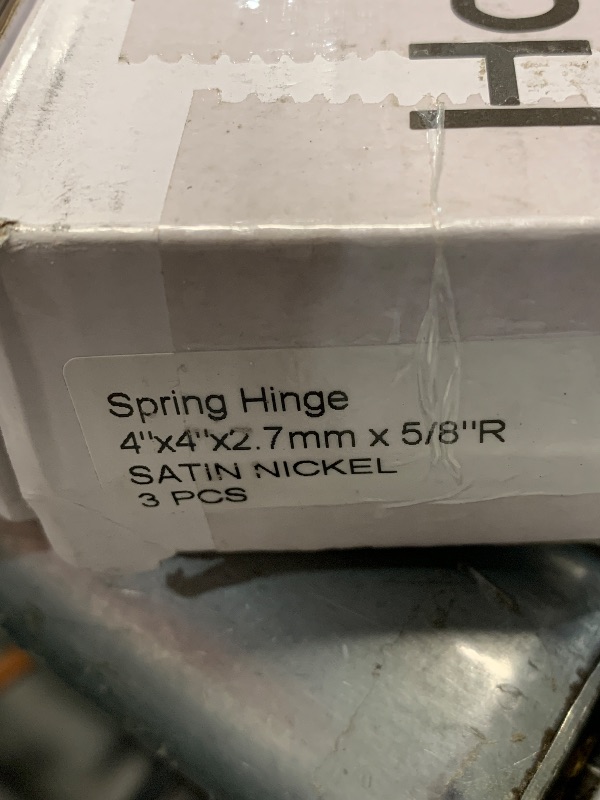 Spring Hinge
4"x4"x2.7mm x 5/8"R
SATIN NICKEL
3 PCS